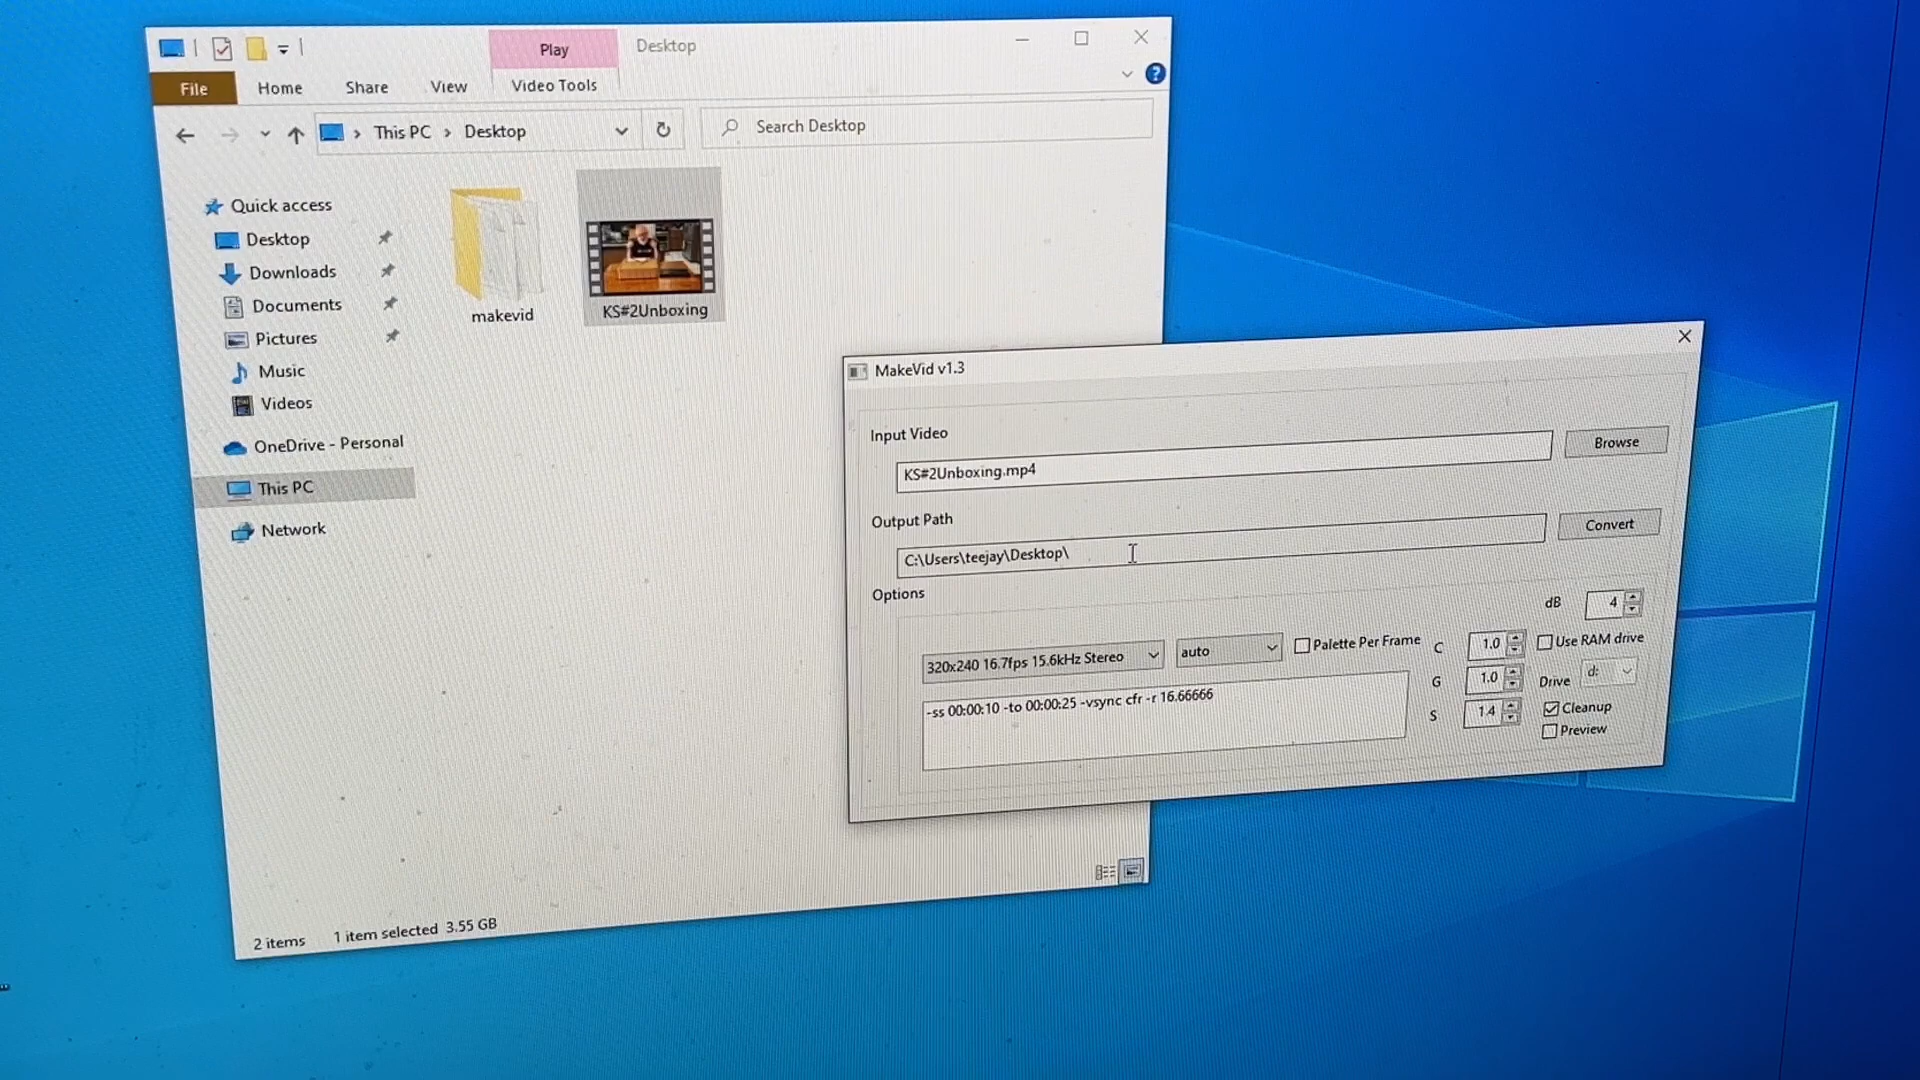 Play
Desktop
File
Home
Share
View
Video Tools
?
This PC
Desktop
Search Desktop
Quick access
Desktop
Downloads
Documents
Pictures
Music
Videos
OneDrive - Personal
This PC
Network
makevid
KS#2Unboxing
2 items
1 item selected 3.55 GB
MakeVid v1.3
Input Video
KS#2Unboxing.mp4
Browse
Output Path
C:\Users\teejay\Desktop\
Convert
Options
dB
4
320x240 16.7fps 15.6kHz Stereo
auto
Palette Per Frame
C
1.0
Use RAM drive
G
1.0
Drive
d:
-ss 00:00:10 -to 00:00:25 -vsync cfr -r 16.66666
S
1.4
Cleanup
Preview